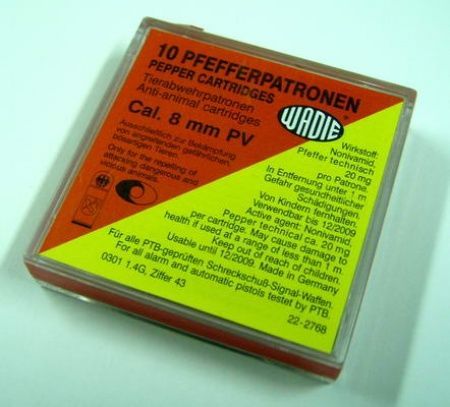 10 PFEFFERPATRONEN
PEPPER CARTRIDGES
Tierabwehrpatronen
Anti-animal cartridges
Cal. 8 mm PV
WADIE
Ausschließlich zur Bekämpfung
von angreifenden gefährlichen,
bösartigen Tieren.
Only for the repelling of
attacking dangerous and
vicious animals.
Wirkstoff:
Nonivamid,
Pfeffer technisch
20 mg
pro Patrone.
In Entfernung unter 1 m
Gefahr gesundheitlicher
Schädigungen.
Von Kindern fernhalten.
Verwendbar bis 12/2009
Active agent: Nonivamid,
Pepper technical ca. 20 mg
per cartridge. May cause damage to
health if used at a range of less than 1 m.
Keep out of reach of children.
Usable until 12/2009. Made in Germany
Für alle PTB-geprüften Schreckschuß-Signal-Waffen.
For all alarm and automatic pistols testet by PTB.
0301 1.4G, Ziffer 43
22-2768